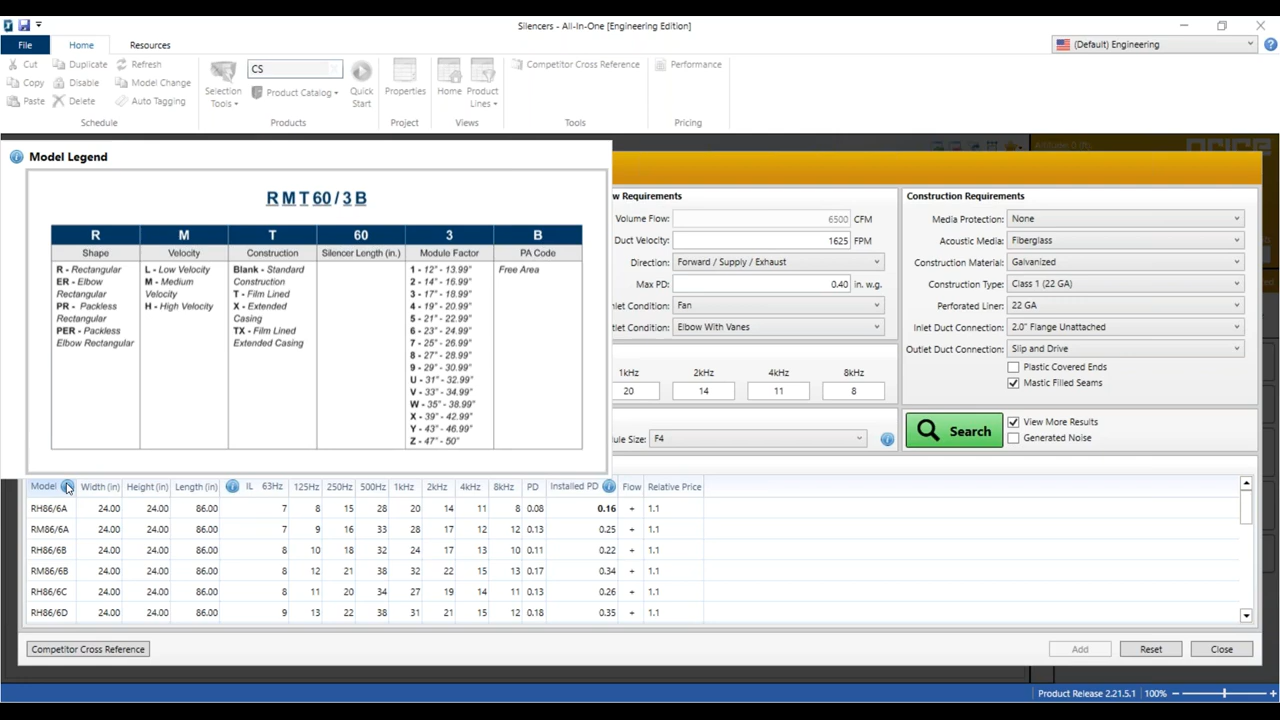 Silencers - All-In-One [Engineering Edition]
File Home Resources (Default) Engineering
Cut Duplicate Refresh CS Competitor Cross Reference Performance
Copy Disable Model Change Selection Tools Product Catalog Quick Start Properties Home Product Lines
Paste Delete Auto Tagging
Schedule Products Project Views Tools Pricing
Model Legend
R M T 60 / 3 B
R M T 60 3 B
Shape Velocity Construction Silencer Length (in.) Module Factor PA Code
R - Rectangular
ER - Elbow Rectangular
PR - Packless Rectangular
PER - Packless Elbow Rectangular
L - Low Velocity
M - Medium Velocity
H - High Velocity
Blank - Standard Construction
T - Film Lined
X - Extended Casing
TX - Film Lined Extended Casing
1 - 12" - 13.99"
2 - 14" - 16.99"
3 - 17" - 18.99"
4 - 19" - 20.99"
5 - 21" - 22.99"
6 - 23" - 24.99"
7 - 25" - 26.99"
8 - 27" - 28.99"
9 - 29" - 30.99"
U - 31" - 32.99"
V - 33" - 34.99"
W - 35" - 38.99"
X - 39" - 42.99"
Y - 43" - 46.99"
Z - 47" - 50"
Free Area
w Requirements
Volume Flow: 6500 CFM
Duct Velocity: 1625 FPM
Direction: Forward / Supply / Exhaust
Max PD: 0.40 in. w.g.
nlet Condition: Fan
tlet Condition: Elbow With Vanes
1kHz 2kHz 4kHz 8kHz
20 14 11 8
ule Size: F4
Construction Requirements
Media Protection: None
Acoustic Media: Fiberglass
Construction Material: Galvanized
Construction Type: Class 1 (22 GA)
Perforated Liner: 22 GA
Inlet Duct Connection: 2.0" Flange Unattached
Outlet Duct Connection: Slip and Drive
Plastic Covered Ends
Mastic Filled Seams
Search
View More Results
Generated Noise
Model Width (in) Height (in) Length (in) IL 63Hz 125Hz 250Hz 500Hz 1kHz 2kHz 4kHz 8kHz PD Installed PD Flow Relative Price
RH86/6A 24.00 24.00 86.00 7 8 15 28 20 14 11 8 0.08 0.16 + 1.1
RM86/6A 24.00 24.00 86.00 7 9 16 33 28 17 12 12 0.13 0.25 + 1.1
RH86/6B 24.00 24.00 86.00 8 10 18 32 24 17 13 10 0.11 0.22 + 1.1
RM86/6B 24.00 24.00 86.00 8 12 21 38 32 22 15 13 0.17 0.34 + 1.1
RH86/6C 24.00 24.00 86.00 8 11 20 34 27 19 14 11 0.13 0.26 + 1.1
RH86/6D 24.00 24.00 86.00 9 13 22 38 31 21 15 12 0.18 0.35 + 1.1
Competitor Cross Reference Add Reset Close
Product Release 2.21.5.1 100%